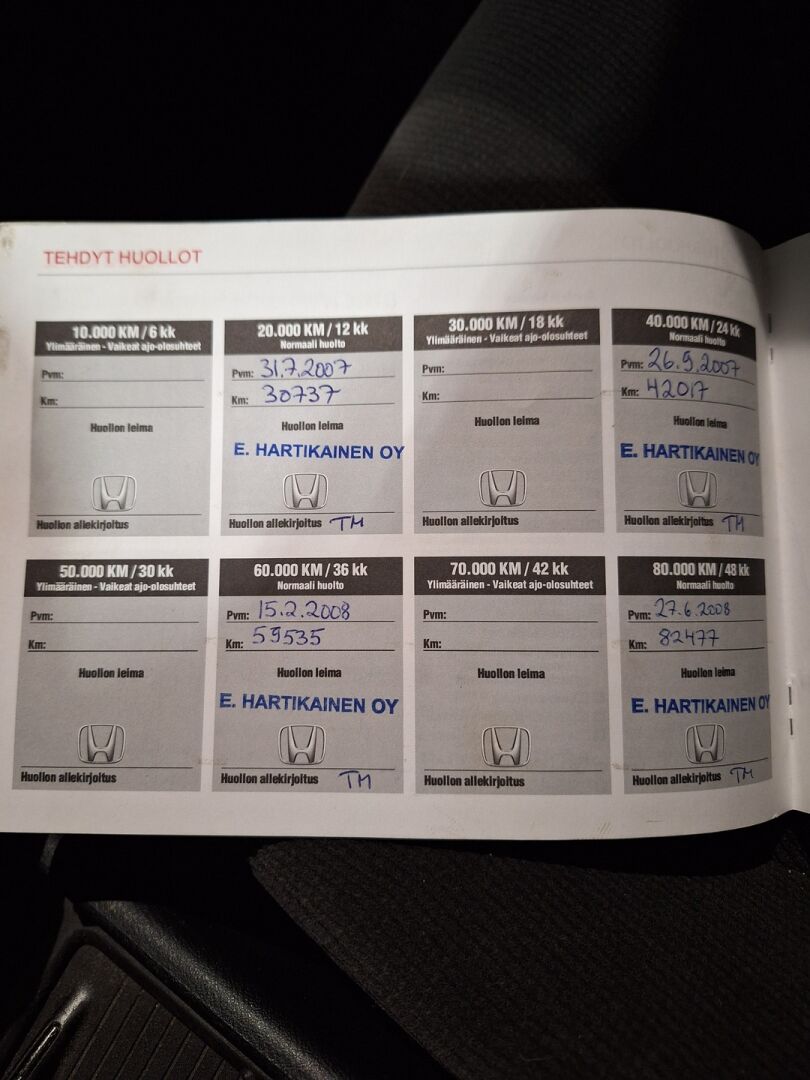 TEHDYT HUOLLOT
10.000 KM / 6 kk
Ylimääräinen - Vaikeat ajo-olosuhteet
Pvm:
Km:
Huollon leima
Huollon allekirjoitus
20.000 KM / 12 kk
Normaali huolto
Pvm: 31.7.2007
Km: 30737
Huollon leima
E. HARTIKAINEN OY
Huollon allekirjoitus TM
30.000 KM / 18 kk
Ylimääräinen - Vaikeat ajo-olosuhteet
Pvm:
Km:
Huollon leima
Huollon allekirjoitus
40.000 KM / 24 kk
Normaali huolto
Pvm: 26.9.2007
Km: 42017
Huollon leima
E. HARTIKAINEN OY
Huollon allekirjoitus TM
50.000 KM / 30 kk
Ylimääräinen - Vaikeat ajo-olosuhteet
Pvm:
Km:
Huollon leima
Huollon allekirjoitus
60.000 KM / 36 kk
Normaali huolto
Pvm: 15.2.2008
Km: 59535
Huollon leima
E. HARTIKAINEN OY
Huollon allekirjoitus TM
70.000 KM / 42 kk
Ylimääräinen - Vaikeat ajo-olosuhteet
Pvm:
Km:
Huollon leima
Huollon allekirjoitus
80.000 KM / 48 kk
Normaali huolto
Pvm: 27.6.2008
Km: 82477
Huollon leima
E. HARTIKAINEN OY
Huollon allekirjoitus TM